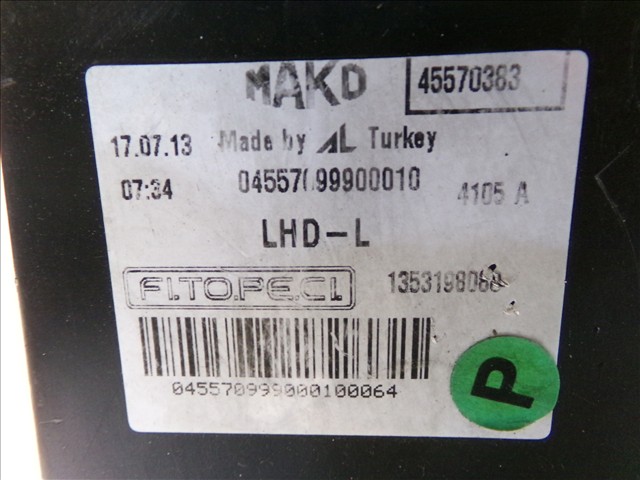 MAKO
45570383
17.07.13 Made by AL Turkey
07:34 04557099900010 4105 A
LHD-L
FI.TO.PE.CI.
1353198080
045570999000100064
P